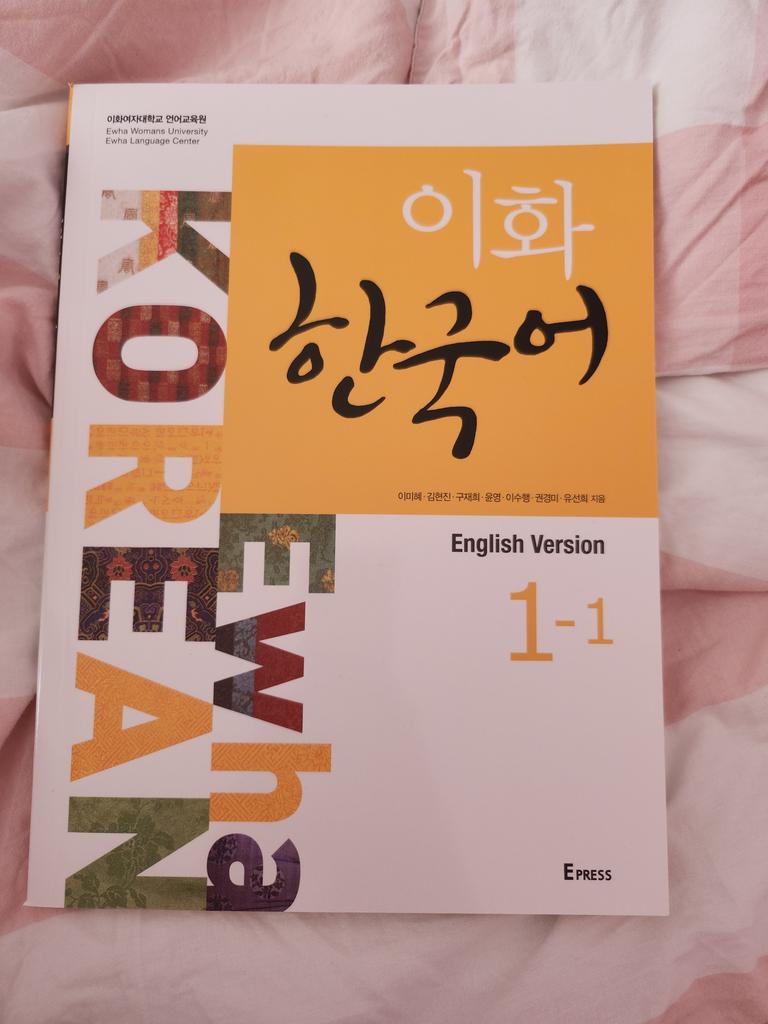 이화여자대학교 언어교육원
Ewha Womans University
Ewha Language Center
이화
한국어
이미혜·김현진·구재희·윤영·이수행·권경미·유선희 지음
English Version
1-1
KOREAN
Ewha
EPRESS